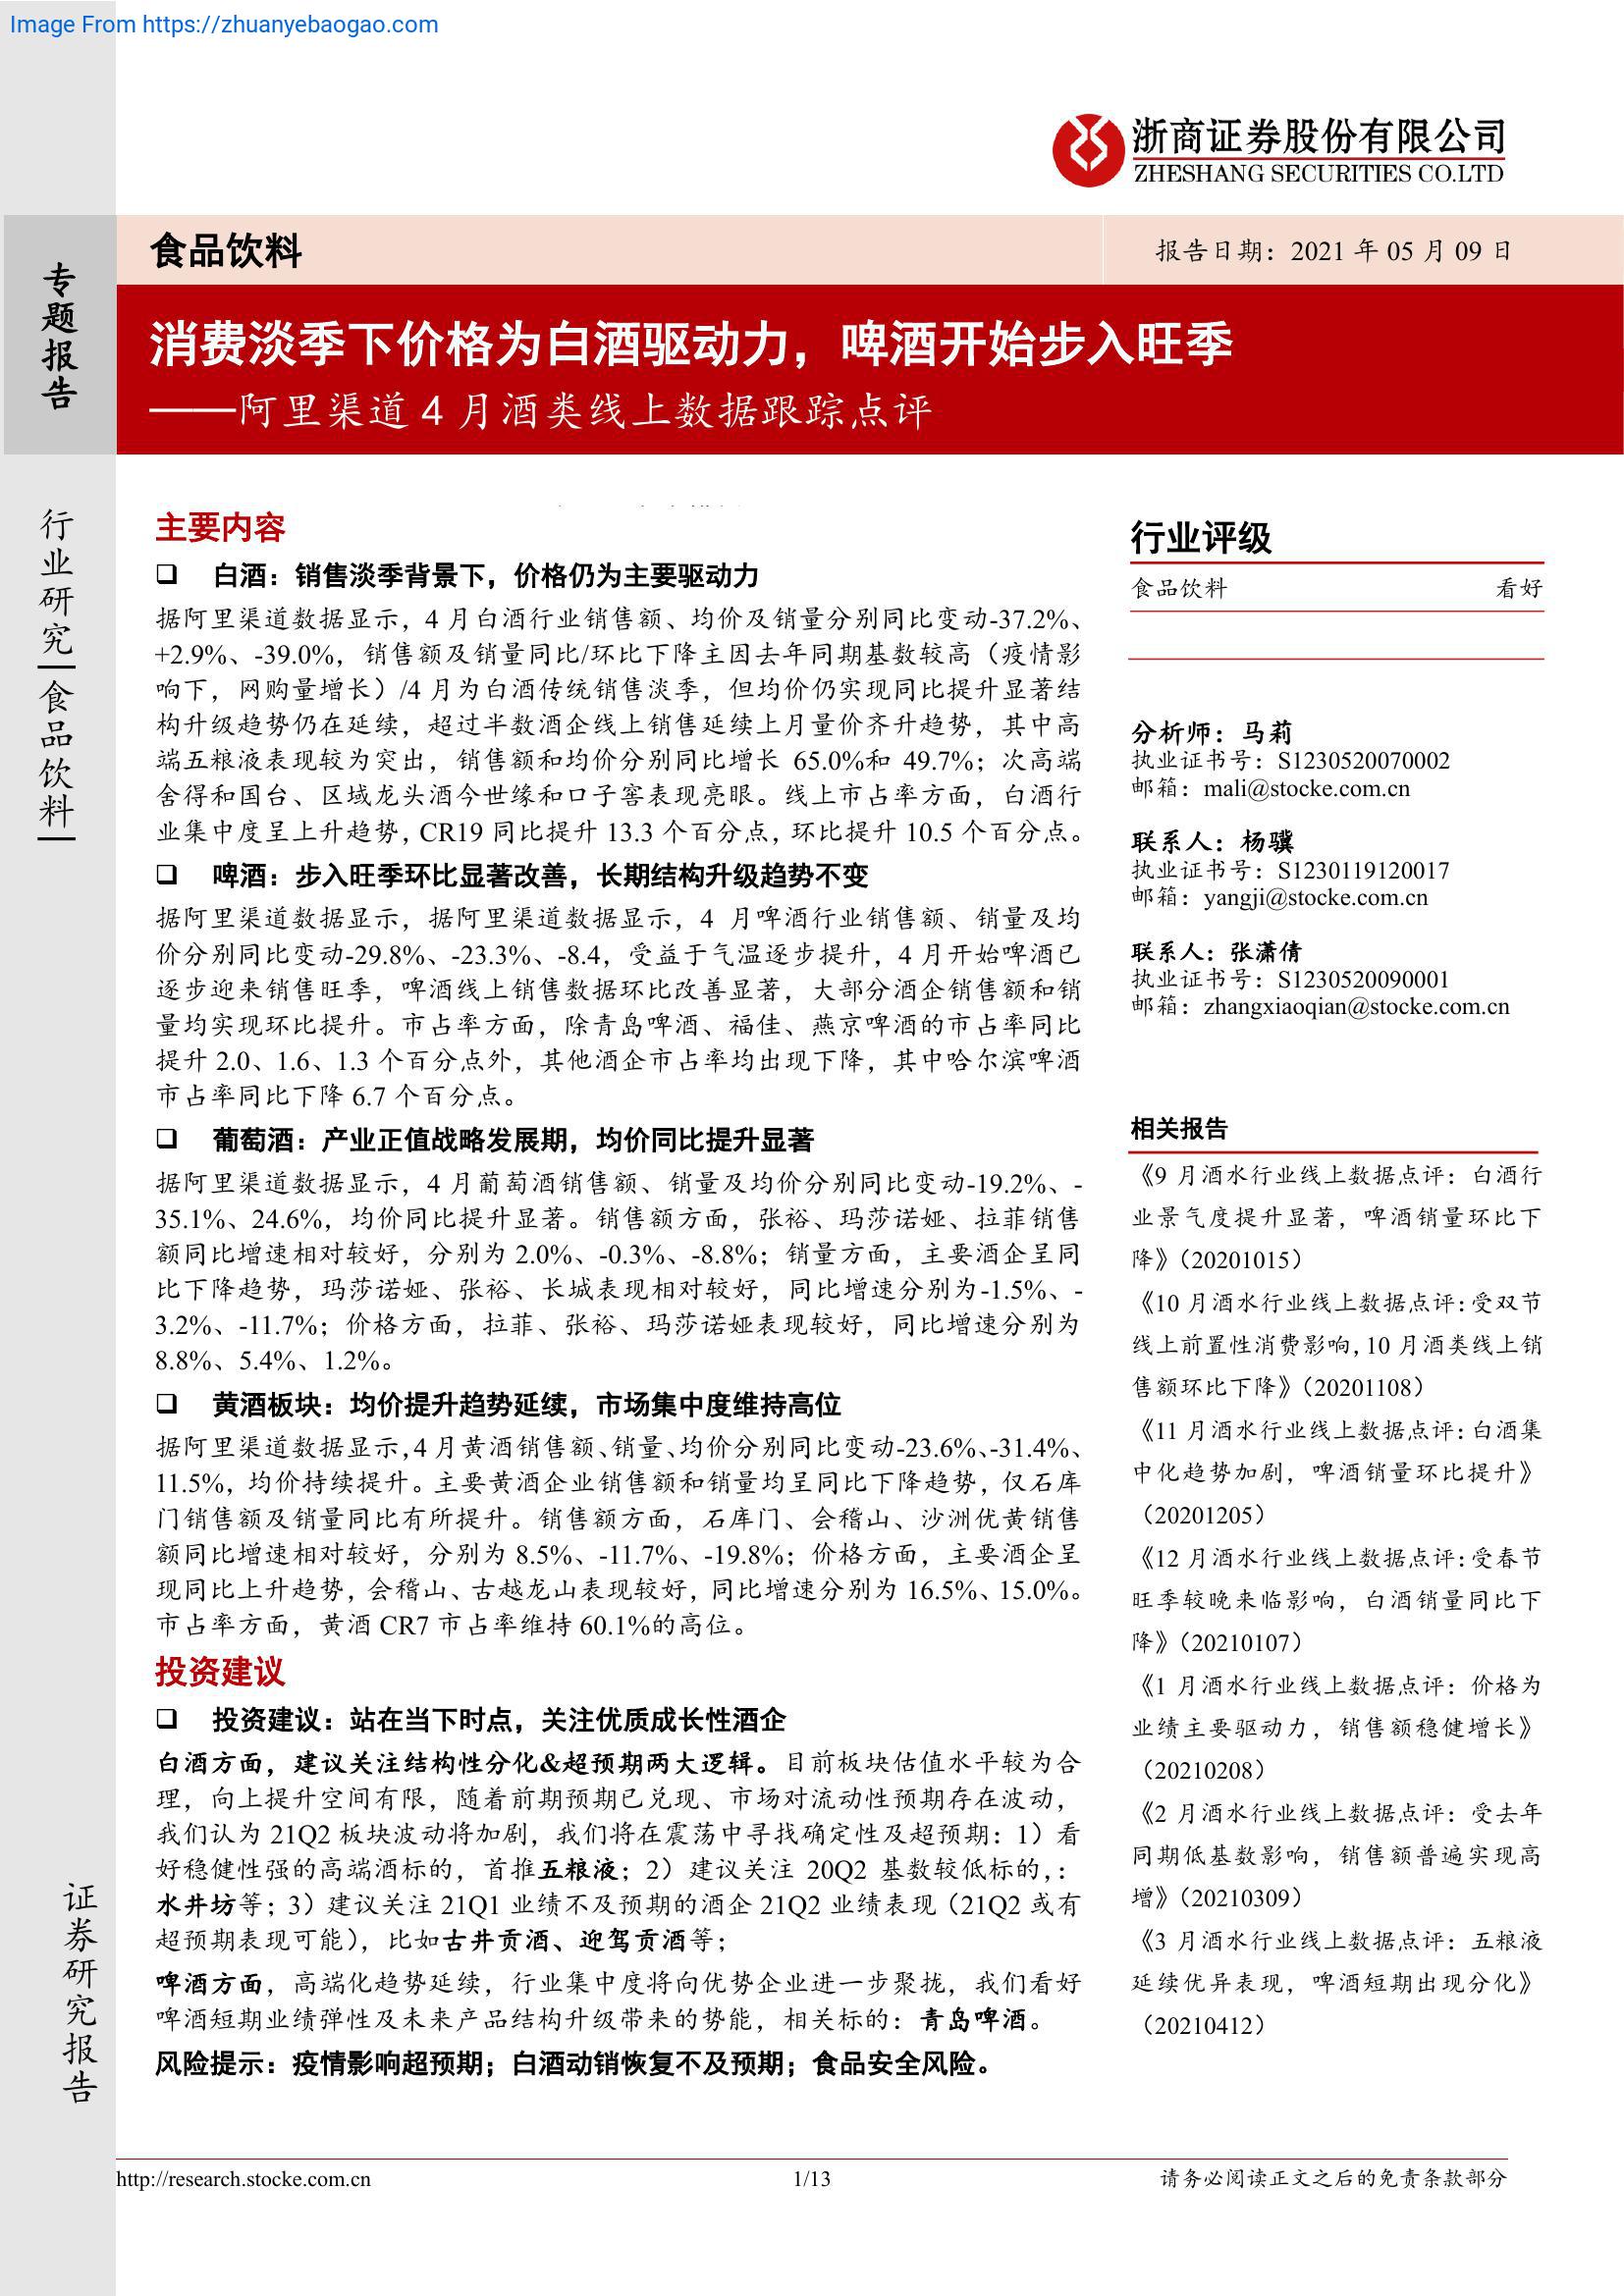 Image From https://zhuanyebaogao.com
浙商证券股份有限公司
ZHESHANG SECURITIES CO.LTD
专题报告
食品饮料
报告日期：2021 年 05 月 09 日
消费淡季下价格为白酒驱动力，啤酒开始步入旺季
——阿里渠道 4 月酒类线上数据跟踪点评
行业研究│食品饮料│
证券研究报告
主要内容
❑ 白酒：销售淡季背景下，价格仍为主要驱动力
据阿里渠道数据显示，4 月白酒行业销售额、均价及销量分别同比变动-37.2%、
+2.9%、-39.0%，销售额及销量同比/环比下降主因去年同期基数较高（疫情影
响下，网购量增长）/4 月为白酒传统销售淡季，但均价仍实现同比提升显著结
构升级趋势仍在延续，超过半数酒企线上销售延续上月量价齐升趋势，其中高
端五粮液表现较为突出，销售额和均价分别同比增长 65.0%和 49.7%；次高端
舍得和国台、区域龙头酒今世缘和口子窖表现亮眼。线上市占率方面，白酒行
业集中度呈上升趋势，CR19 同比提升 13.3 个百分点，环比提升 10.5 个百分点。
❑ 啤酒：步入旺季环比显著改善，长期结构升级趋势不变
据阿里渠道数据显示，据阿里渠道数据显示，4 月啤酒行业销售额、销量及均
价分别同比变动-29.8%、-23.3%、-8.4，受益于气温逐步提升，4 月开始啤酒已
逐步迎来销售旺季，啤酒线上销售数据环比改善显著，大部分酒企销售额和销
量均实现环比提升。市占率方面，除青岛啤酒、福佳、燕京啤酒的市占率同比
提升 2.0、1.6、1.3 个百分点外，其他酒企市占率均出现下降，其中哈尔滨啤酒
市占率同比下降 6.7 个百分点。
❑ 葡萄酒：产业正值战略发展期，均价同比提升显著
据阿里渠道数据显示，4 月葡萄酒销售额、销量及均价分别同比变动-19.2%、-
35.1%、24.6%，均价同比提升显著。销售额方面，张裕、玛莎诺娅、拉菲销售
额同比增速相对较好，分别为 2.0%、-0.3%、-8.8%；销量方面，主要酒企呈同
比下降趋势，玛莎诺娅、张裕、长城表现相对较好，同比增速分别为-1.5%、-
3.2%、-11.7%；价格方面，拉菲、张裕、玛莎诺娅表现较好，同比增速分别为
8.8%、5.4%、1.2%。
❑ 黄酒板块：均价提升趋势延续，市场集中度维持高位
据阿里渠道数据显示，4 月黄酒销售额、销量、均价分别同比变动-23.6%、-31.4%、
11.5%，均价持续提升。主要黄酒企业销售额和销量均呈同比下降趋势，仅石库
门销售额及销量同比有所提升。销售额方面，石库门、会稽山、沙洲优黄销售
额同比增速相对较好，分别为 8.5%、-11.7%、-19.8%；价格方面，主要酒企呈
现同比上升趋势，会稽山、古越龙山表现较好，同比增速分别为 16.5%、15.0%。
市占率方面，黄酒 CR7 市占率维持 60.1%的高位。
投资建议
❑ 投资建议：站在当下时点，关注优质成长性酒企
白酒方面，建议关注结构性分化&超预期两大逻辑。目前板块估值水平较为合
理，向上提升空间有限，随着前期预期已兑现、市场对流动性预期存在波动，
我们认为 21Q2 板块波动将加剧，我们将在震荡中寻找确定性及超预期：1）看
好稳健性强的高端酒标的，首推五粮液；2）建议关注 20Q2 基数较低标的，：
水井坊等；3）建议关注 21Q1 业绩不及预期的酒企 21Q2 业绩表现（21Q2 或有
超预期表现可能），比如古井贡酒、迎驾贡酒等；
啤酒方面，高端化趋势延续，行业集中度将向优势企业进一步聚拢，我们看好
啤酒短期业绩弹性及未来产品结构升级带来的势能，相关标的：青岛啤酒。
风险提示：疫情影响超预期；白酒动销恢复不及预期；食品安全风险。
行业评级
食品饮料 看好
分析师：马莉
执业证书号：S1230520070002
邮箱：mali@stocke.com.cn
联系人：杨骥
执业证书号：S1230119120017
邮箱：yangji@stocke.com.cn
联系人：张潇倩
执业证书号：S1230520090001
邮箱：zhangxiaoqian@stocke.com.cn
相关报告
《9 月酒水行业线上数据点评：白酒行
业景气度提升显著，啤酒销量环比下
降》（20201015）
《10 月酒水行业线上数据点评：受双节
线上前置性消费影响，10 月酒类线上销
售额环比下降》（20201108）
《11 月酒水行业线上数据点评：白酒集
中化趋势加剧，啤酒销量环比提升》
（20201205）
《12 月酒水行业线上数据点评：受春节
旺季较晚来临影响，白酒销量同比下
降》（20210107）
《1 月酒水行业线上数据点评：价格为
业绩主要驱动力，销售额稳健增长》
（20210208）
《2 月酒水行业线上数据点评：受去年
同期低基数影响，销售额普遍实现高
增》（20210309）
《3 月酒水行业线上数据点评：五粮液
延续优异表现，啤酒短期出现分化》
（20210412）
http://research.stocke.com.cn
1/13
请务必阅读正文之后的免责条款部分